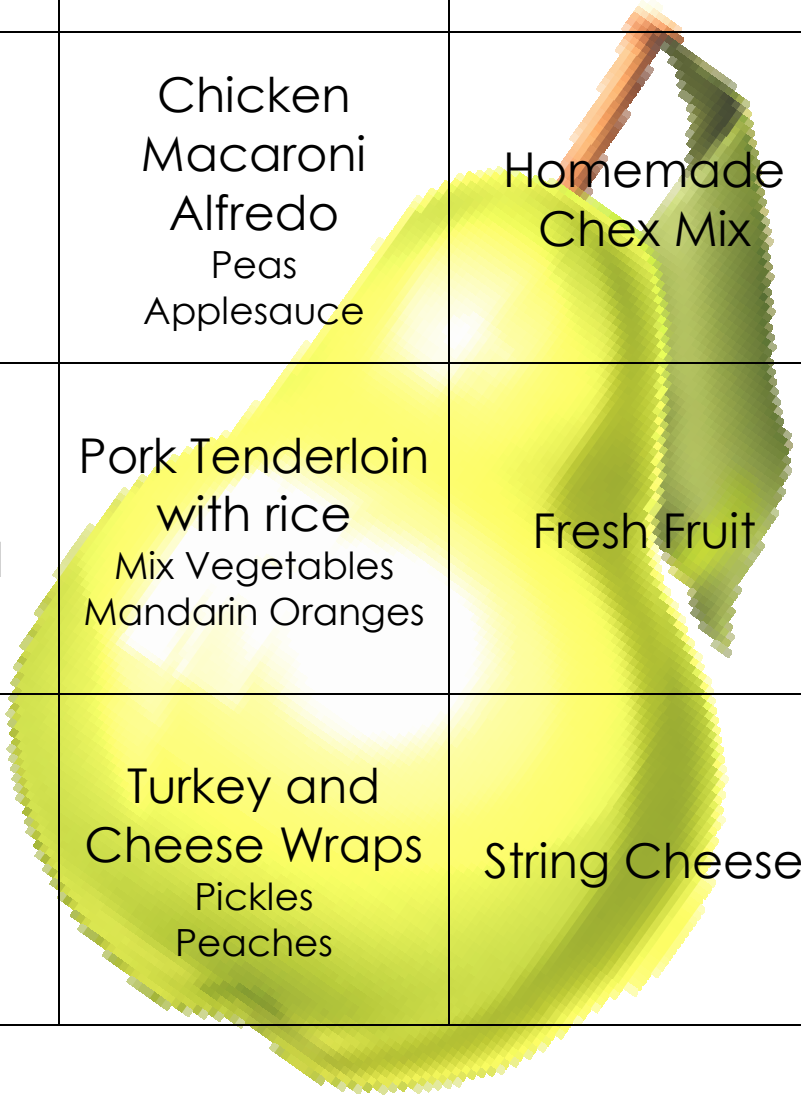 Chicken
Macaroni
Alfredo
Peas
Applesauce
Homemade
Chex Mix
Pork Tenderloin
with rice
Mix Vegetables
Mandarin Oranges
Fresh Fruit
Turkey and
Cheese Wraps
Pickles
Peaches
String Cheese